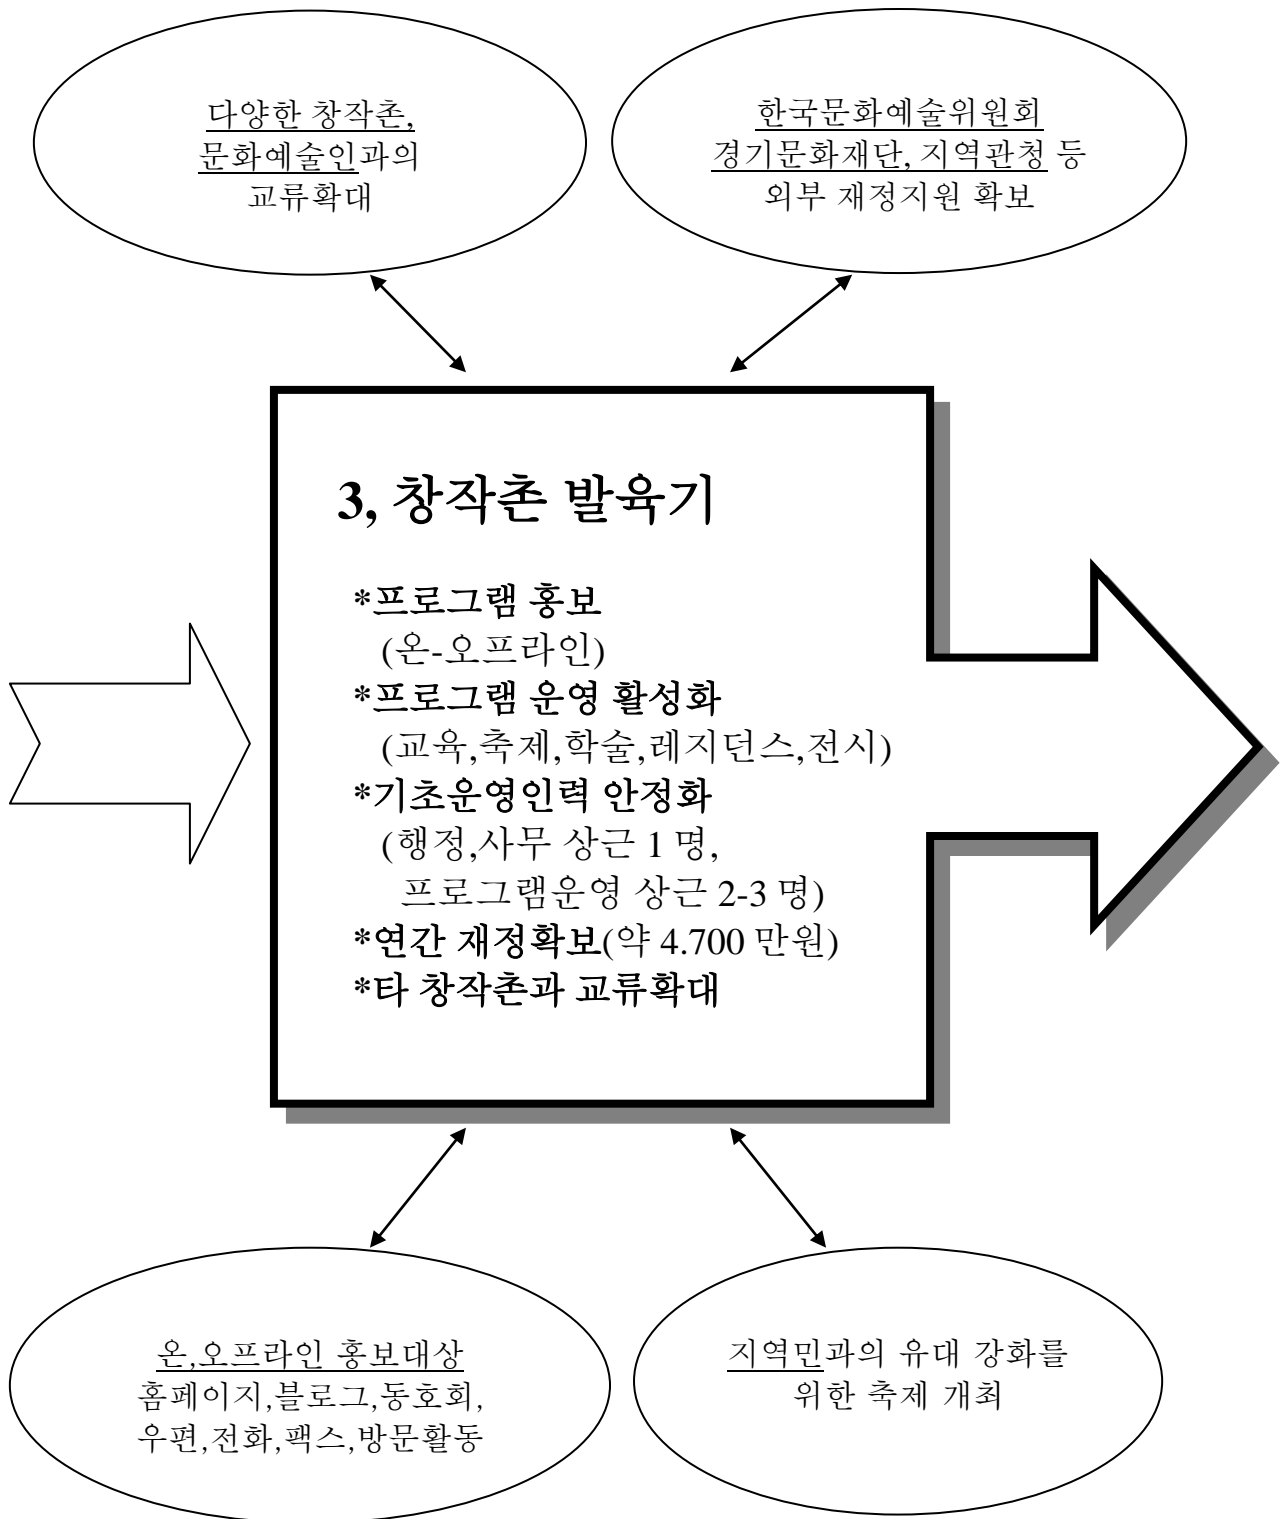 다양한 창작촌,
문화예술인과의
교류확대
한국문화예술위원회
경기문화재단, 지역관청 등
외부 재정지원 확보
3, 창작촌 발육기
*프로그램 홍보
(온-오프라인)
*프로그램 운영 활성화
(교육,축제,학술,레지던스,전시)
*기초운영인력 안정화
(행정,사무 상근 1 명,
프로그램운영 상근 2-3 명)
*연간 재정확보(약 4.700 만원)
*타 창작촌과 교류확대
온,오프라인 홍보대상
홈페이지,블로그,동호회,
우편,전화,팩스,방문활동
지역민과의 유대 강화를
위한 축제 개최